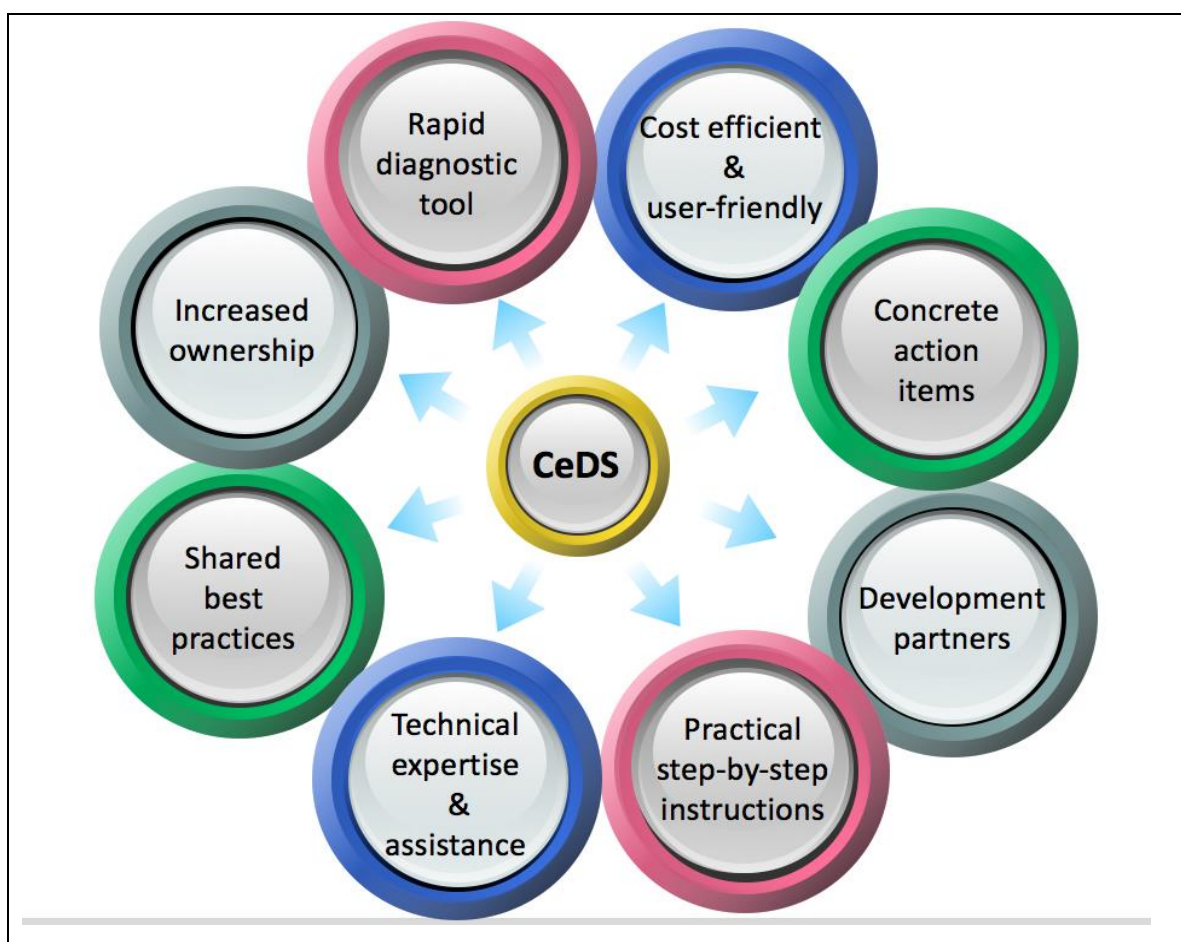 Rapid
diagnostic
tool
Cost efficient
&
user-friendly
Concrete
action
items
Development
partners
Practical
step-by-step
instructions
Technical
expertise
&
assistance
Shared
best
practices
Increased
ownership
CeDS